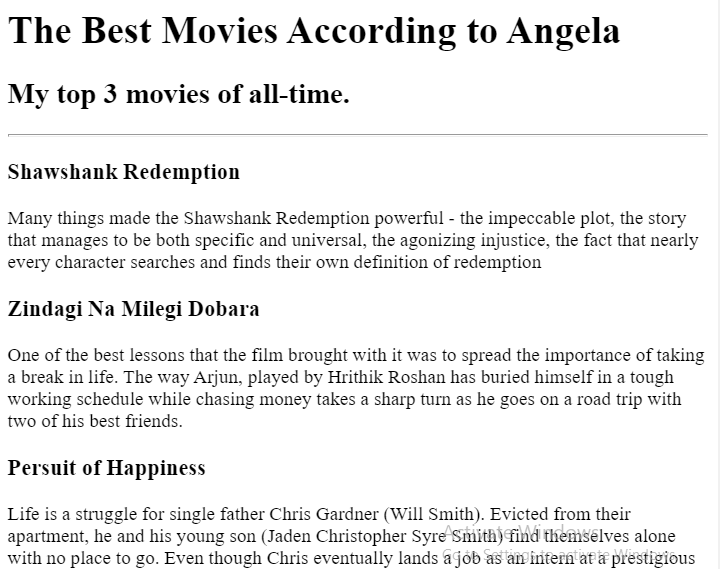 The Best Movies According to Angela
My top 3 movies of all-time.
Shawshank Redemption
Many things made the Shawshank Redemption powerful - the impeccable plot, the story
that manages to be both specific and universal, the agonizing injustice, the fact that nearly
every character searches and finds their own definition of redemption
Zindagi Na Milegi Dobara
One of the best lessons that the film brought with it was to spread the importance of taking
a break in life. The way Arjun, played by Hrithik Roshan has buried himself in a tough
working schedule while chasing money takes a sharp turn as he goes on a road trip with
two of his best friends.
Persuit of Happiness
Life is a struggle for single father Chris Gardner (Will Smith). Evicted from their
apartment, he and his young son (Jaden Christopher Syre Smith) find themselves alone
with no place to go. Even though Chris eventually lands a job as an intern at a prestigious
Activate Windows
Go to Settings to activate Windows.